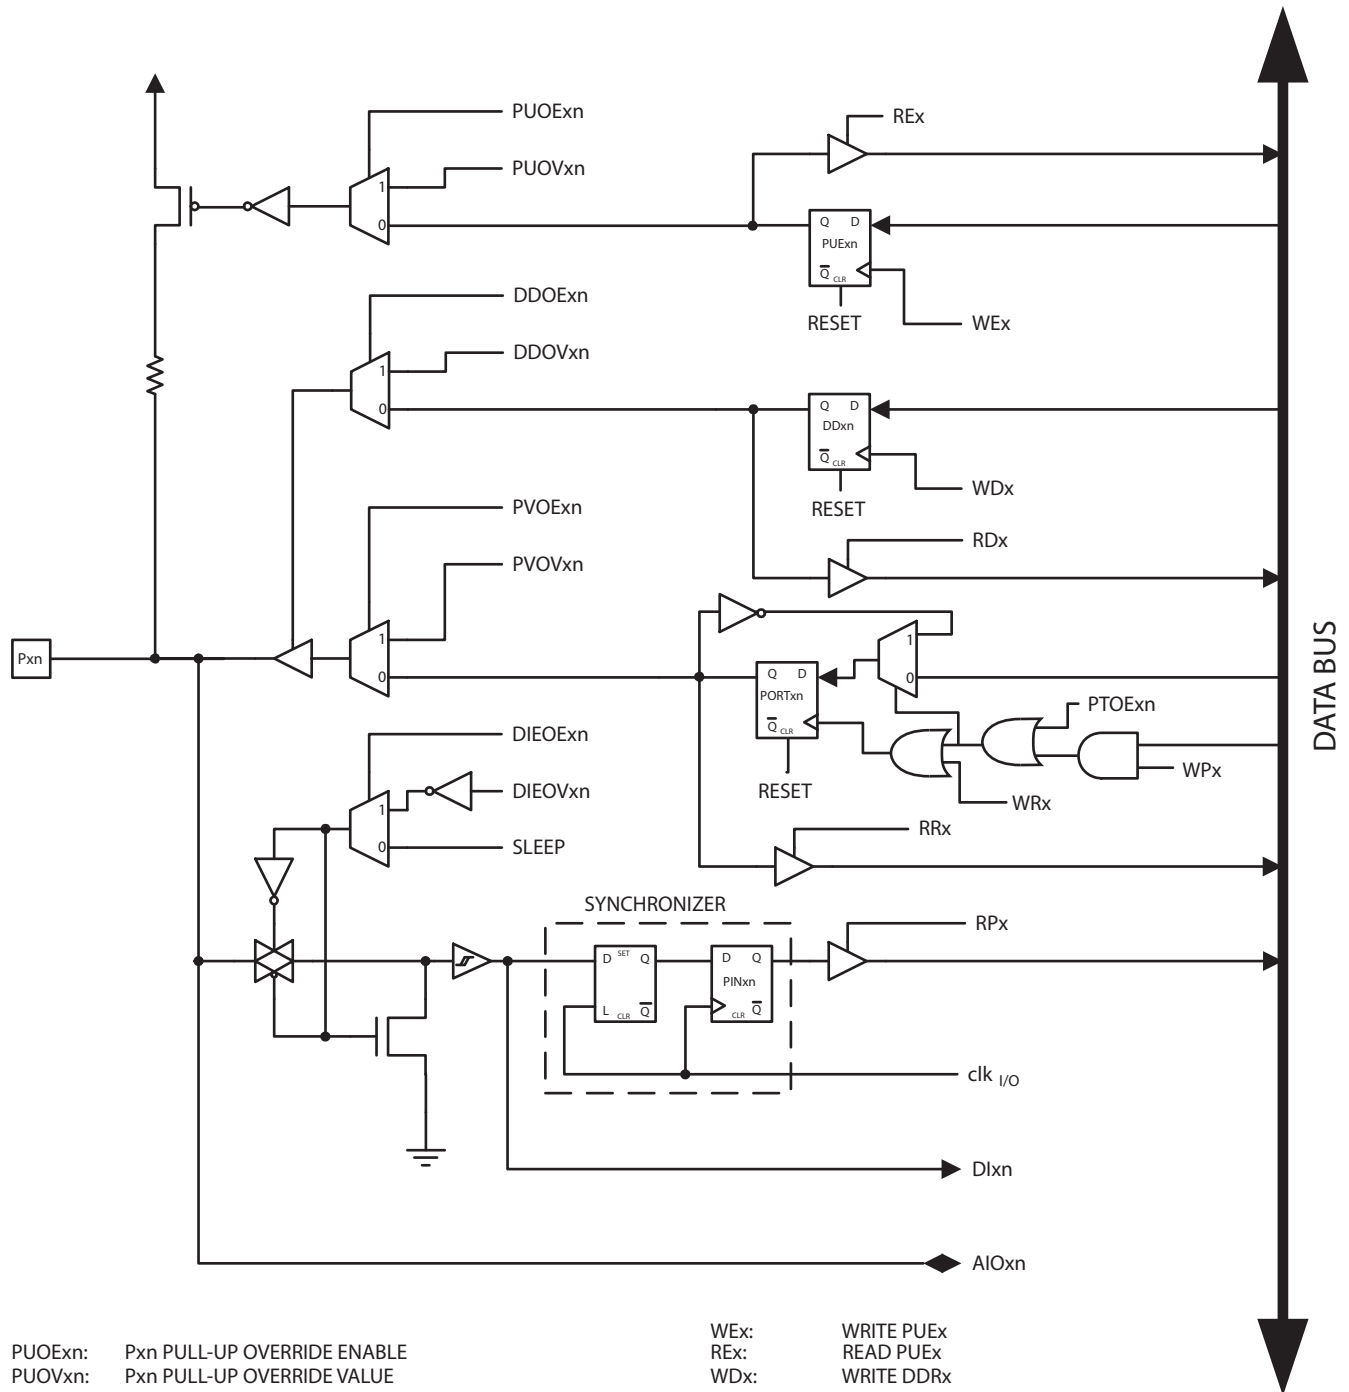 PUOExn
REx
PUOVxn
1
0
Q D
PUExn
Q CLR
RESET
WEx
DDOExn
DDOVxn
1
0
Q D
DDxn
Q CLR
RESET
WDx
PVOExn
RDx
PVOVxn
1
0
Pxn
1
0
Q D
PORTxn
Q CLR
RESET
PTOExn
WPx
WRx
DIEOExn
DIEOVxn
1
0
SLEEP
RRx
SYNCHRONIZER
RPx
D SET Q
L CLR Q
D Q
PINxn
CLR Q
clk I/O
DIxn
AIOxn
DATA BUS
PUOExn: Pxn PULL-UP OVERRIDE ENABLE
PUOVxn: Pxn PULL-UP OVERRIDE VALUE
WEx: WRITE PUEx
REx: READ PUEx
WDx: WRITE DDRx